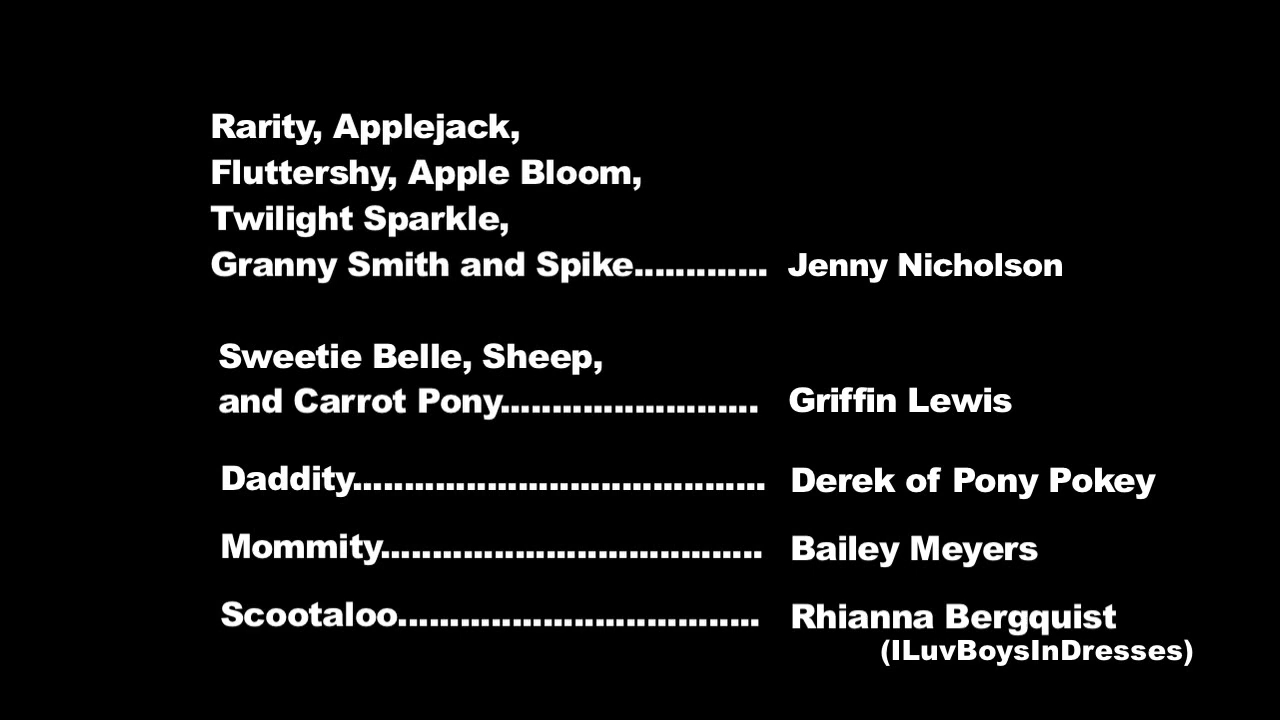 Rarity, Applejack,
Fluttershy, Apple Bloom,
Twilight Sparkle,
Granny Smith and Spike............. Jenny Nicholson
Sweetie Belle, Sheep,
and Carrot Pony......................... Griffin Lewis
Daddity........................................ Derek of Pony Pokey
Mommity..................................... Bailey Meyers
Scootaloo................................... Rhianna Bergquist
(ILuvBoysInDresses)